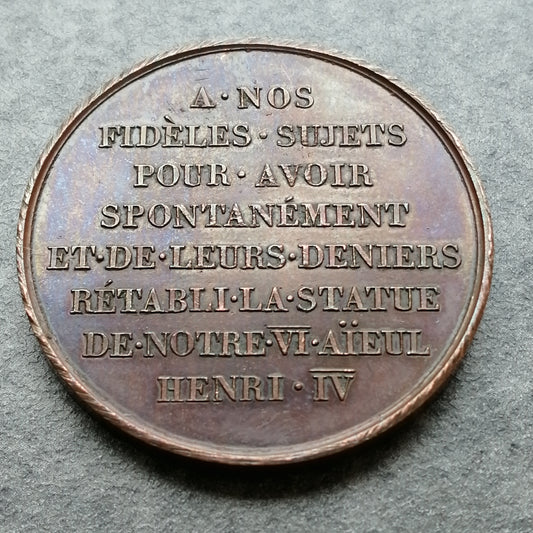 A·NOS
FIDÈLES·SUJETS
POUR·AVOIR
SPONTANÉMENT
ET·DE·LEURS·DENIERS
RÉTABLI·LA·STATUE
DE·NOTRE·VI·AÏEUL
HENRI·IV